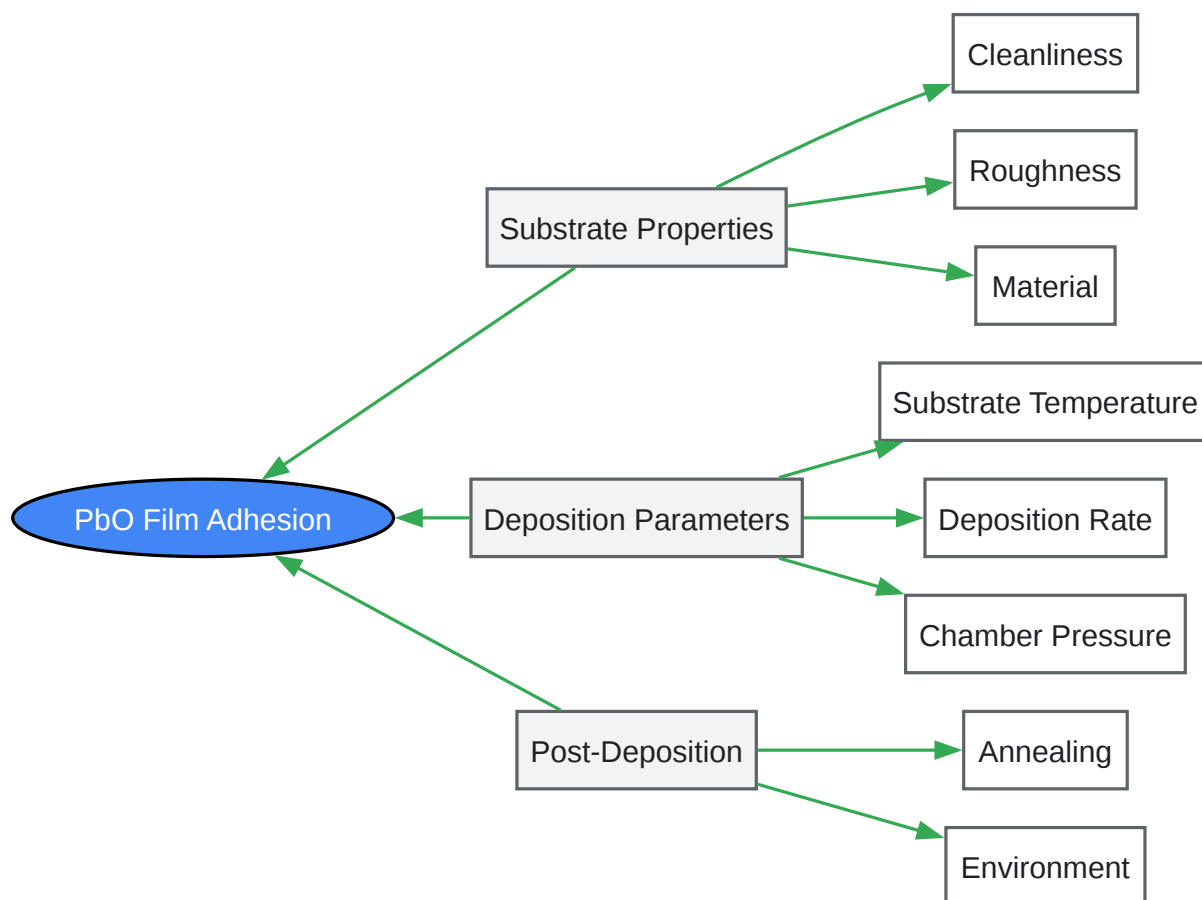 Cleanliness
Roughness
Substrate Properties
Material
Substrate Temperature
PbO Film Adhesion
Deposition Parameters
Deposition Rate
Chamber Pressure
Post-Deposition
Annealing
Environment